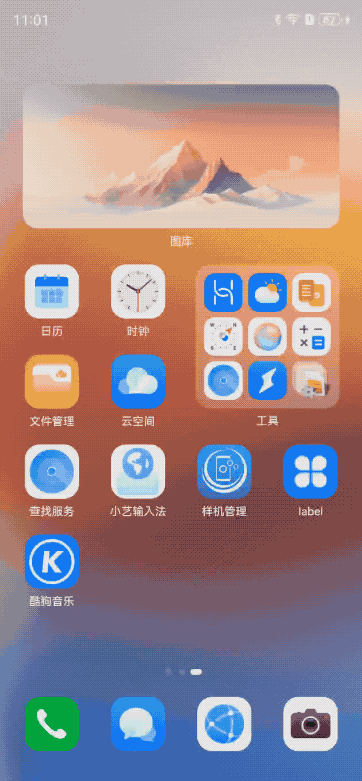 11:01
62
图库
日历
时钟
文件管理
云空间
工具
查找服务
小艺输入法
样机管理
label
K
酷狗音乐